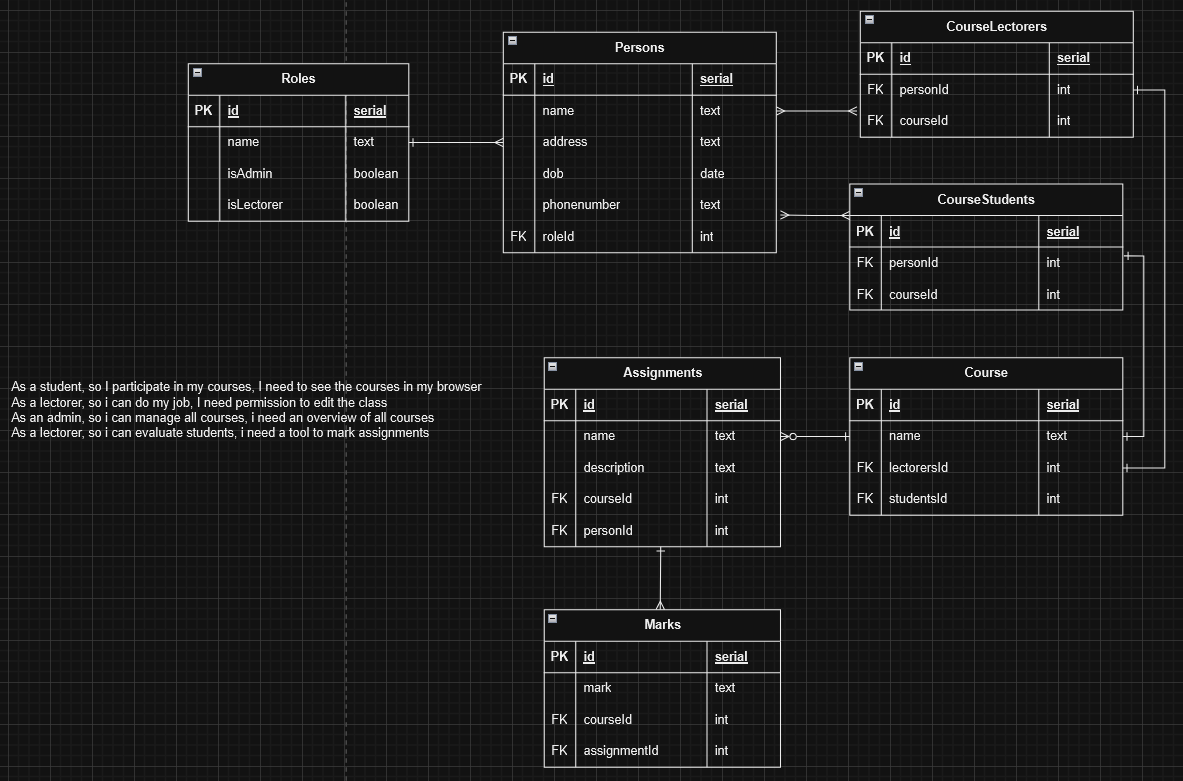 Roles
PK id serial
name text
isAdmin boolean
isLectorer boolean
Persons
PK id serial
name text
address text
dob date
phonenumber text
FK roleId int
CourseLectorers
PK id serial
FK personId int
FK courseId int
CourseStudents
PK id serial
FK personId int
FK courseId int
As a student, so I participate in my courses, I need to see the courses in my browser
As a lectorer, so i can do my job, I need permission to edit the class
As an admin, so i can manage all courses, i need an overview of all courses
As a lectorer, so i can evaluate students, i need a tool to mark assignments
Assignments
PK id serial
name text
description text
FK courseId int
FK personId int
Course
PK id serial
name text
FK lectorersId int
FK studentsId int
Marks
PK id serial
mark text
FK courseId int
FK assignmentId int